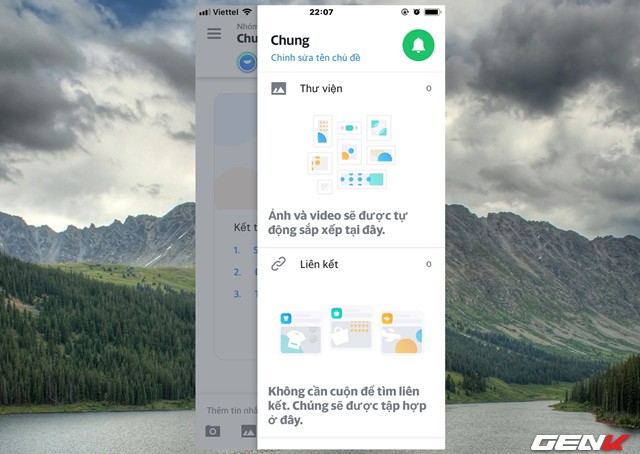 Viettel
22:07
Nhóm
Chu
Chung
Chỉnh sửa tên chủ đề
Thư viện
0
Ảnh và video sẽ được tự
động sắp xếp tại đây.
Kết t
1. S
2.
3. T
Liên kết
0
Không cần cuộn để tìm liên
kết. Chúng sẽ được tập hợp
ở đây.
Thêm tin nhắ
GENK